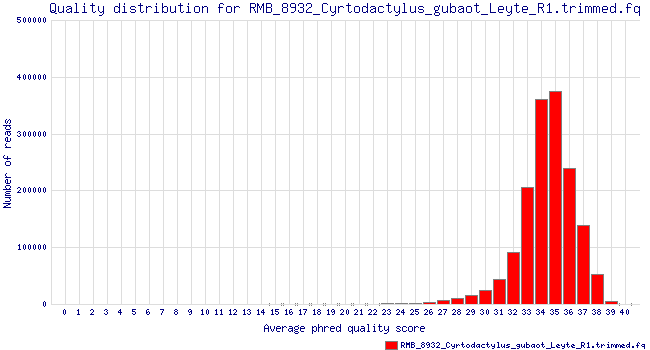 Quality distribution for RMB_8932_Cyrtodactylus_gubaot_Leyte_R1.trimmed.fq
500000
400000
300000
200000
100000
0
Number of reads
0 1 2 3 4 5 6 7 8 9 10 11 12 13 14 15 16 17 18 19 20 21 22 23 24 25 26 27 28 29 30 31 32 33 34 35 36 37 38 39 40
Average phred quality score
RMB_8932_Cyrtodactylus_gubaot_Leyte_R1.trimmed.fq